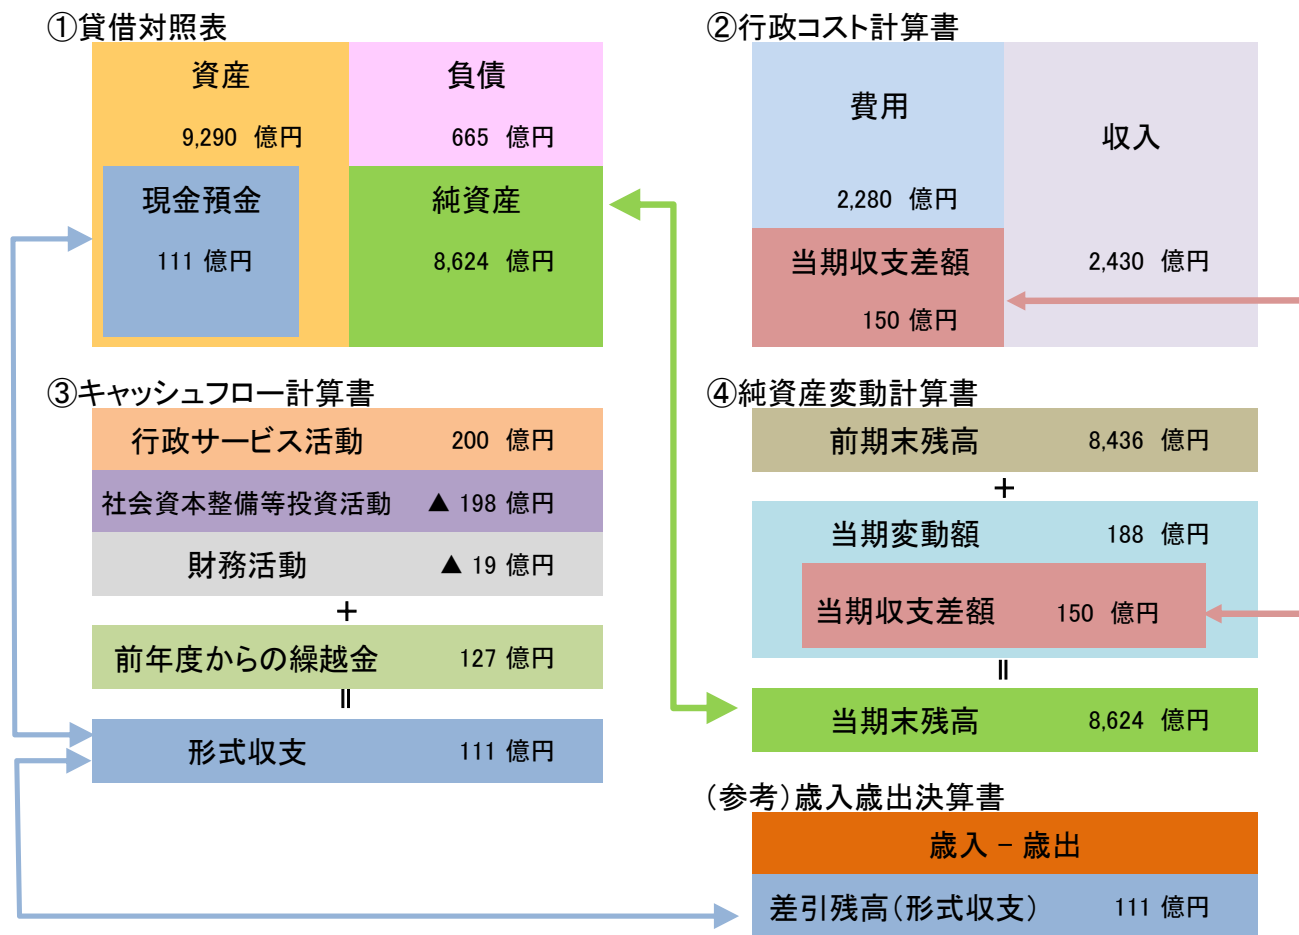 ①貸借対照表
資産
9,290 億円
負債
665 億円
現金預金
111 億円
純資産
8,624 億円
②行政コスト計算書
費用
2,280 億円
収入
2,430 億円
当期収支差額
150 億円
③キャッシュフロー計算書
行政サービス活動 200 億円
社会資本整備等投資活動 ▲ 198 億円
財務活動 ▲ 19 億円
＋
前年度からの繰越金 127 億円
＝
形式収支 111 億円
④純資産変動計算書
前期末残高 8,436 億円
＋
当期変動額 188 億円
当期収支差額 150 億円
＝
当期末残高 8,624 億円
（参考）歳入歳出決算書
歳入 － 歳出
差引残高（形式収支） 111 億円